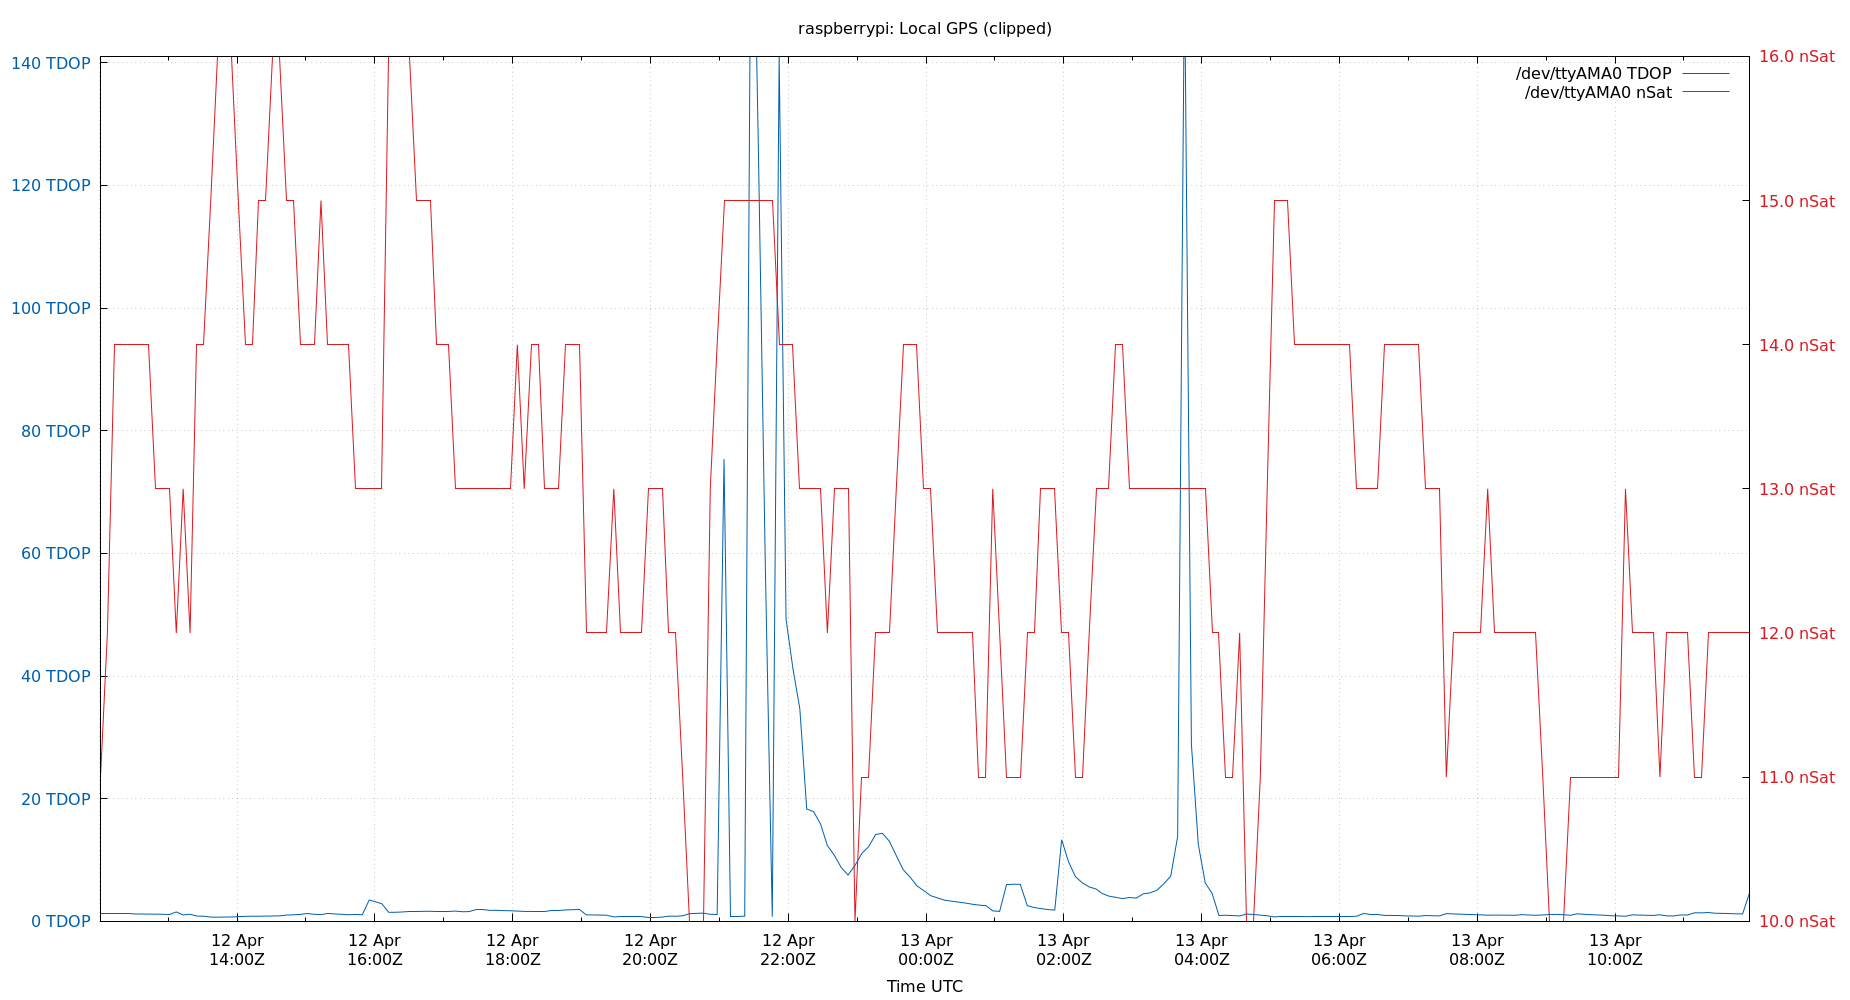 raspberrypi: Local GPS (clipped)
140 TDOP
120 TDOP
100 TDOP
80 TDOP
60 TDOP
40 TDOP
20 TDOP
0 TDOP
/dev/ttyAMA0 TDOP
/dev/ttyAMA0 nSat
16.0 nSat
15.0 nSat
14.0 nSat
13.0 nSat
12.0 nSat
11.0 nSat
10.0 nSat
12 Apr
14:00Z
12 Apr
16:00Z
12 Apr
18:00Z
12 Apr
20:00Z
12 Apr
22:00Z
13 Apr
00:00Z
13 Apr
02:00Z
13 Apr
04:00Z
13 Apr
06:00Z
13 Apr
08:00Z
13 Apr
10:00Z
Time UTC